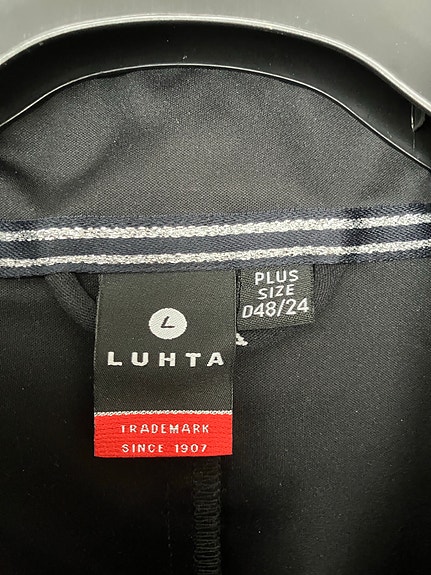 L
LUHTA
TRADEMARK
SINCE 1907
PLUS
SIZE
D48/24